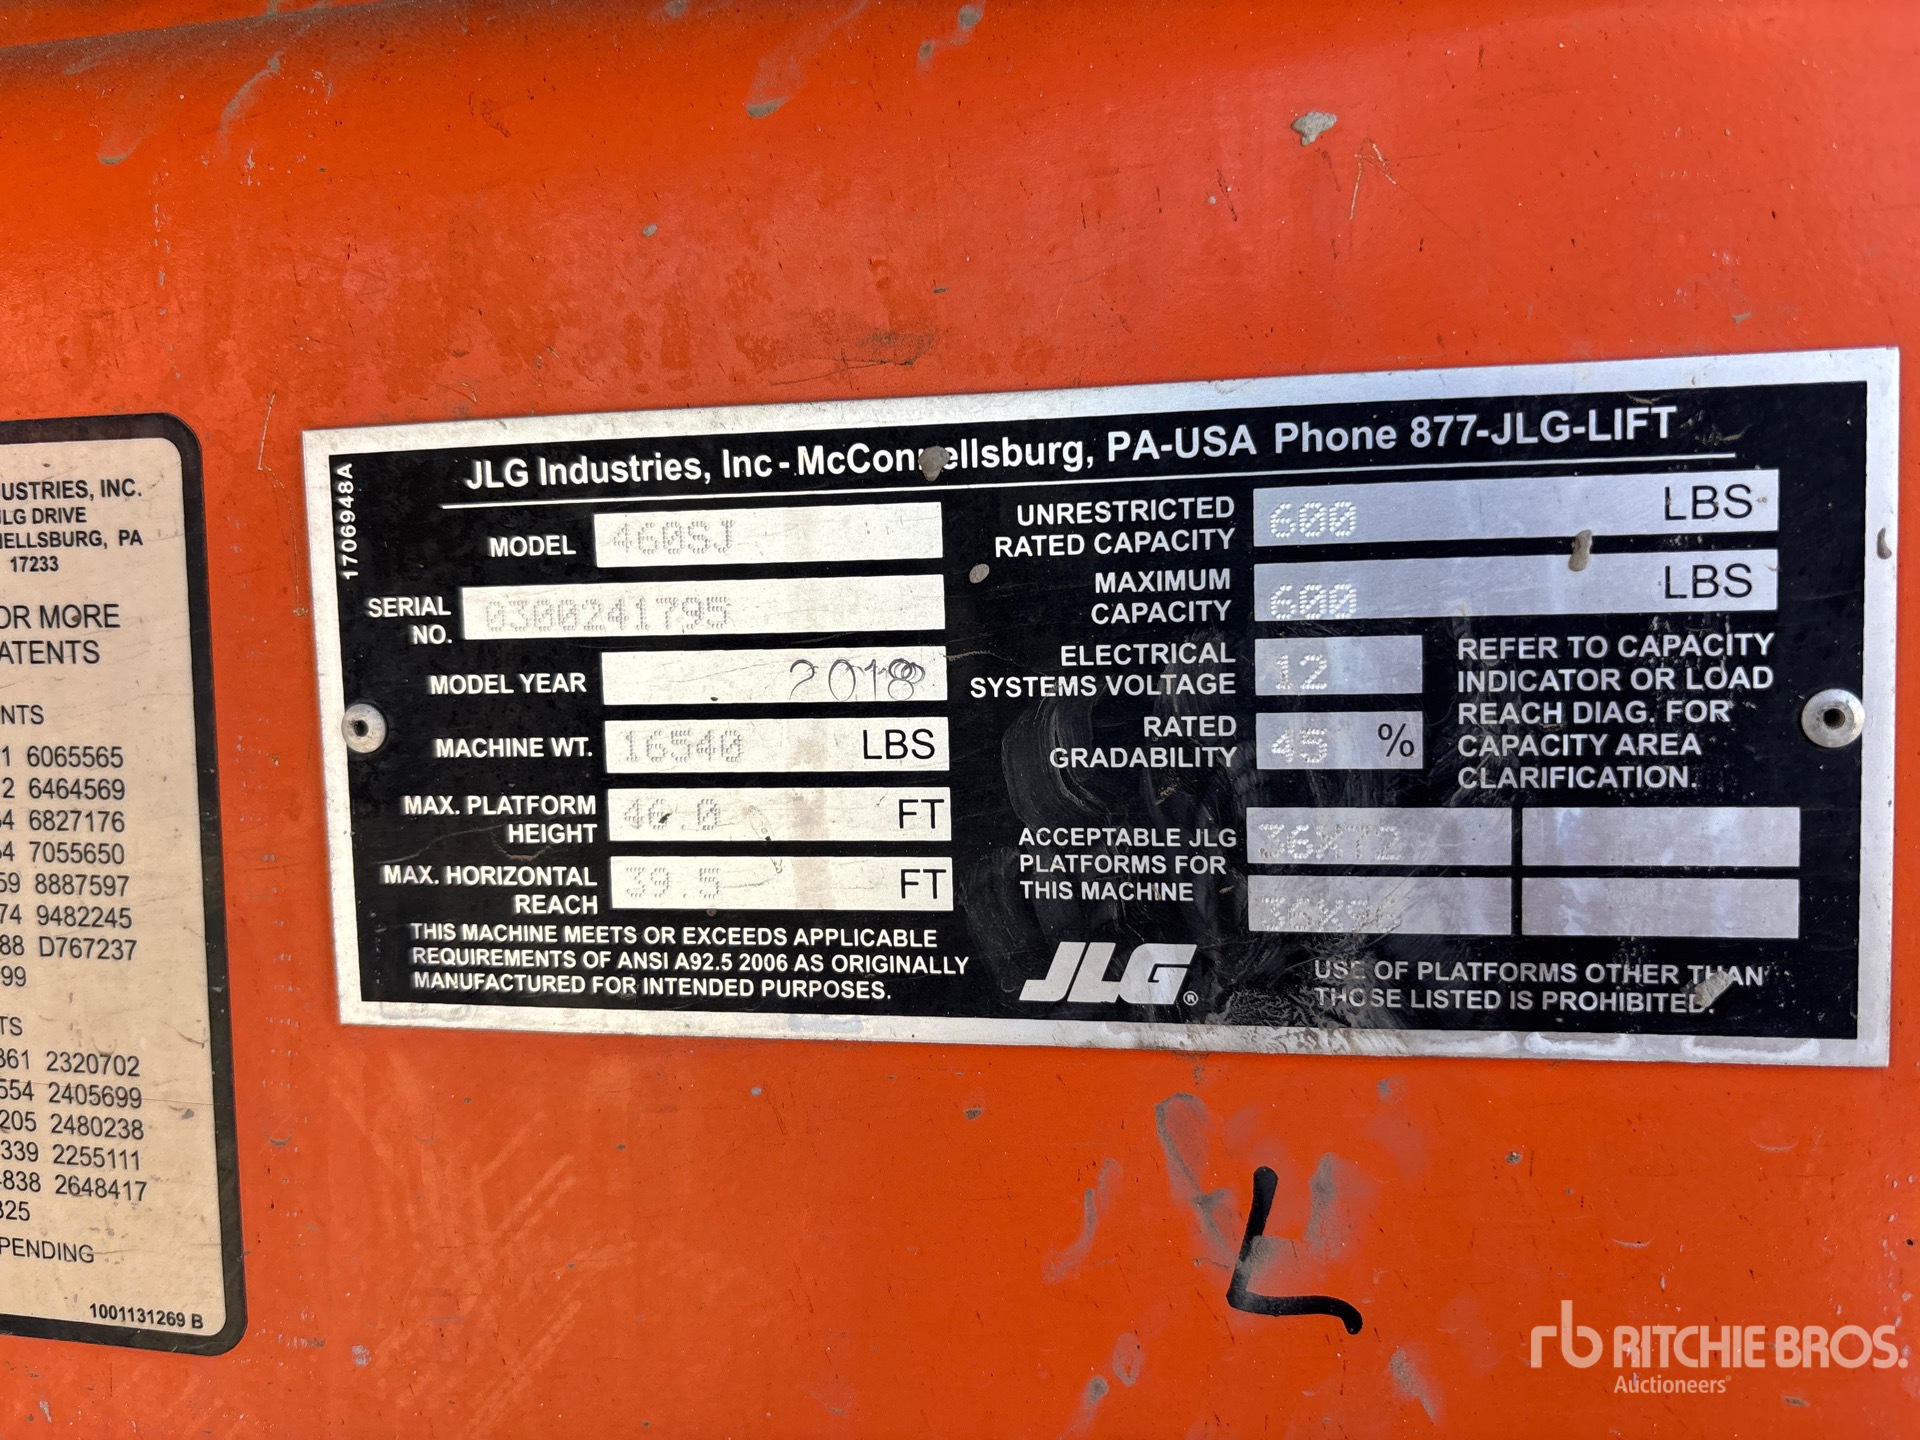 USTRIES, INC.
LG DRIVE
NELLSBURG, PA
17233
OR MORE
ATENTS
NTS
1 6065565
2 6464569
54 6827176
54 7055650
59 8887597
74 9482245
88 D767237
99
TS
361 2320702
554 2405699
205 2480238
339 2255111
838 2648417
325
PENDING
1001131269 B
1706948A
JLG Industries, Inc - McConnellsburg, PA-USA Phone 877-JLG-LIFT
MODEL 460SJ
SERIAL NO. 0300241795
MODEL YEAR 2018
MACHINE WT. 16540 LBS
MAX. PLATFORM HEIGHT 46.0 FT
MAX. HORIZONTAL REACH 39.5 FT
THIS MACHINE MEETS OR EXCEEDS APPLICABLE
REQUIREMENTS OF ANSI A92.5 2006 AS ORIGINALLY
MANUFACTURED FOR INTENDED PURPOSES.
UNRESTRICTED RATED CAPACITY 600 LBS
MAXIMUM CAPACITY 600 LBS
ELECTRICAL SYSTEMS VOLTAGE 12
RATED GRADABILITY 45 %
REFER TO CAPACITY
INDICATOR OR LOAD
REACH DIAG. FOR
CAPACITY AREA
CLARIFICATION.
ACCEPTABLE JLG
PLATFORMS FOR
THIS MACHINE
36X72
36X96
JLG®
USE OF PLATFORMS OTHER THAN
THOSE LISTED IS PROHIBITED.
L
rb RITCHIE BROS.
Auctioneers